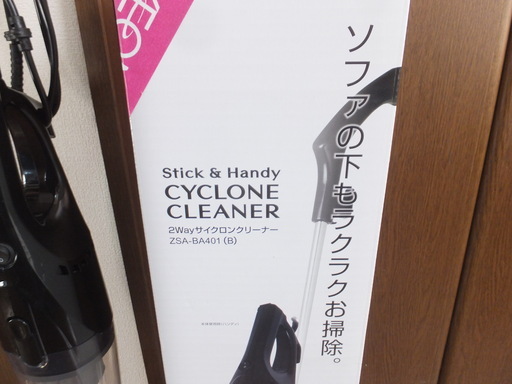 Stick & Handy
CYCLONE
CLEANER
2Wayサイクロンクリーナー
ZSA-BA401 (B)
ソファの下もラクラクお掃除。